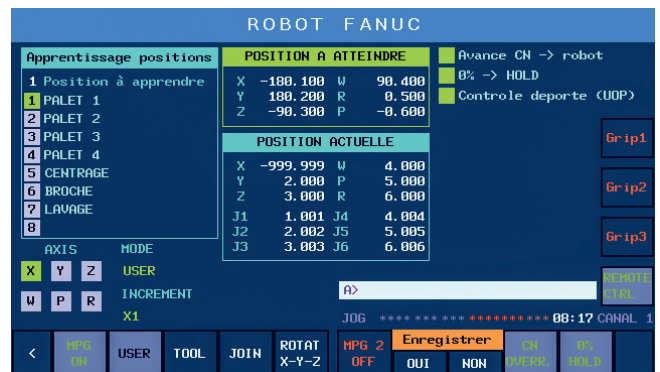 ROBOT FANUC
Apprentissage positions
1 Position à apprendre
1 PALET 1
2 PALET 2
3 PALET 3
4 PALET 4
5 CENTRAGE
6 BROCHE
7 LAVAGE
8
POSITION A ATTEINDRE
X -180.100 W 90.400
Y 180.200 R 0.500
Z -90.300 P -0.600
POSITION ACTUELLE
X -999.999 W 4.000
Y 2.000 P 5.000
Z 3.000 R 6.000
J1 1.001 J4 4.004
J2 2.002 J5 5.005
J3 3.003 J6 6.006
Avance CN -> robot
0% -> HOLD
Controle deporte (UOP)
Grip1
Grip2
Grip3
REMOTE
CTRL
AXIS MODE
X Y Z USER
W P R INCREMENT
X1
A>
JOG **** *** *** ********** 08:17 CANAL 1
<
MPG
ON
USER
TOOL
JOIN
ROTAT
X-Y-Z
MPG 2
OFF
Enregistrer
OUI NON
CN
OVERR.
0%
HOLD